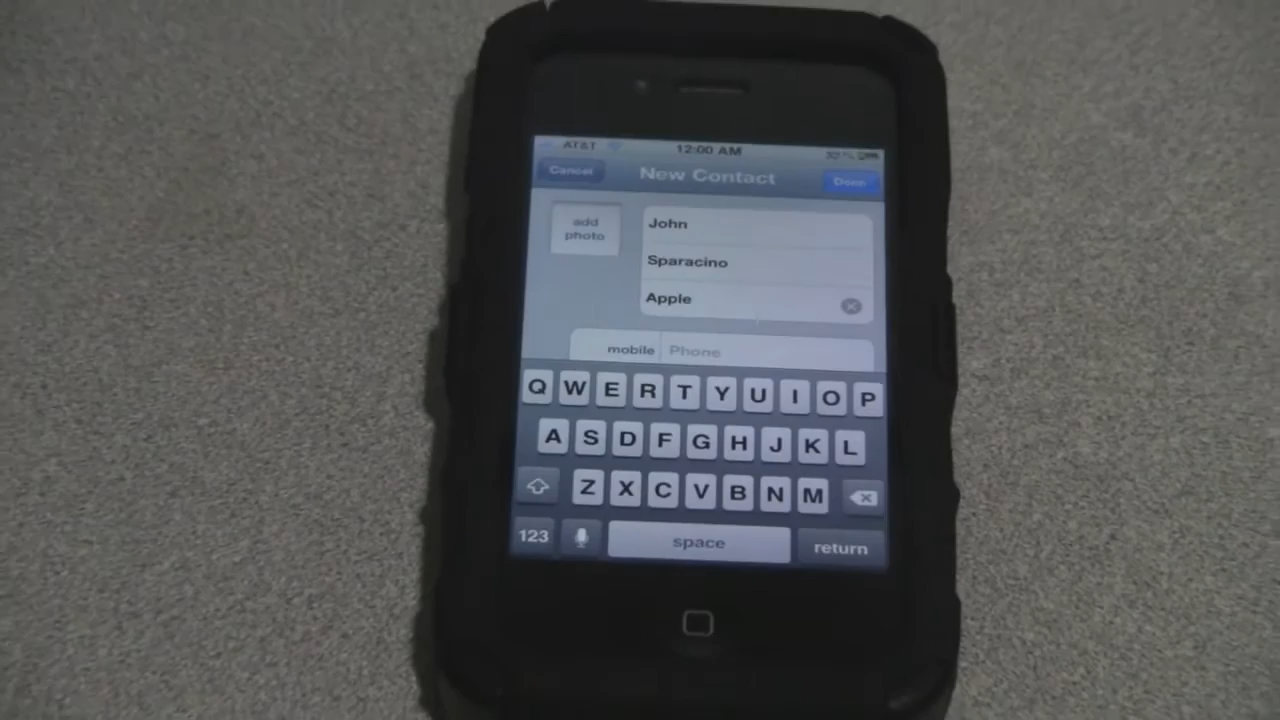 AT&T 12:00 AM
Cancel New Contact Done
add
photo
John
Sparacino
Apple
mobile Phone
Q W E R T Y U I O P
A S D F G H J K L
Z X C V B N M
123 space return